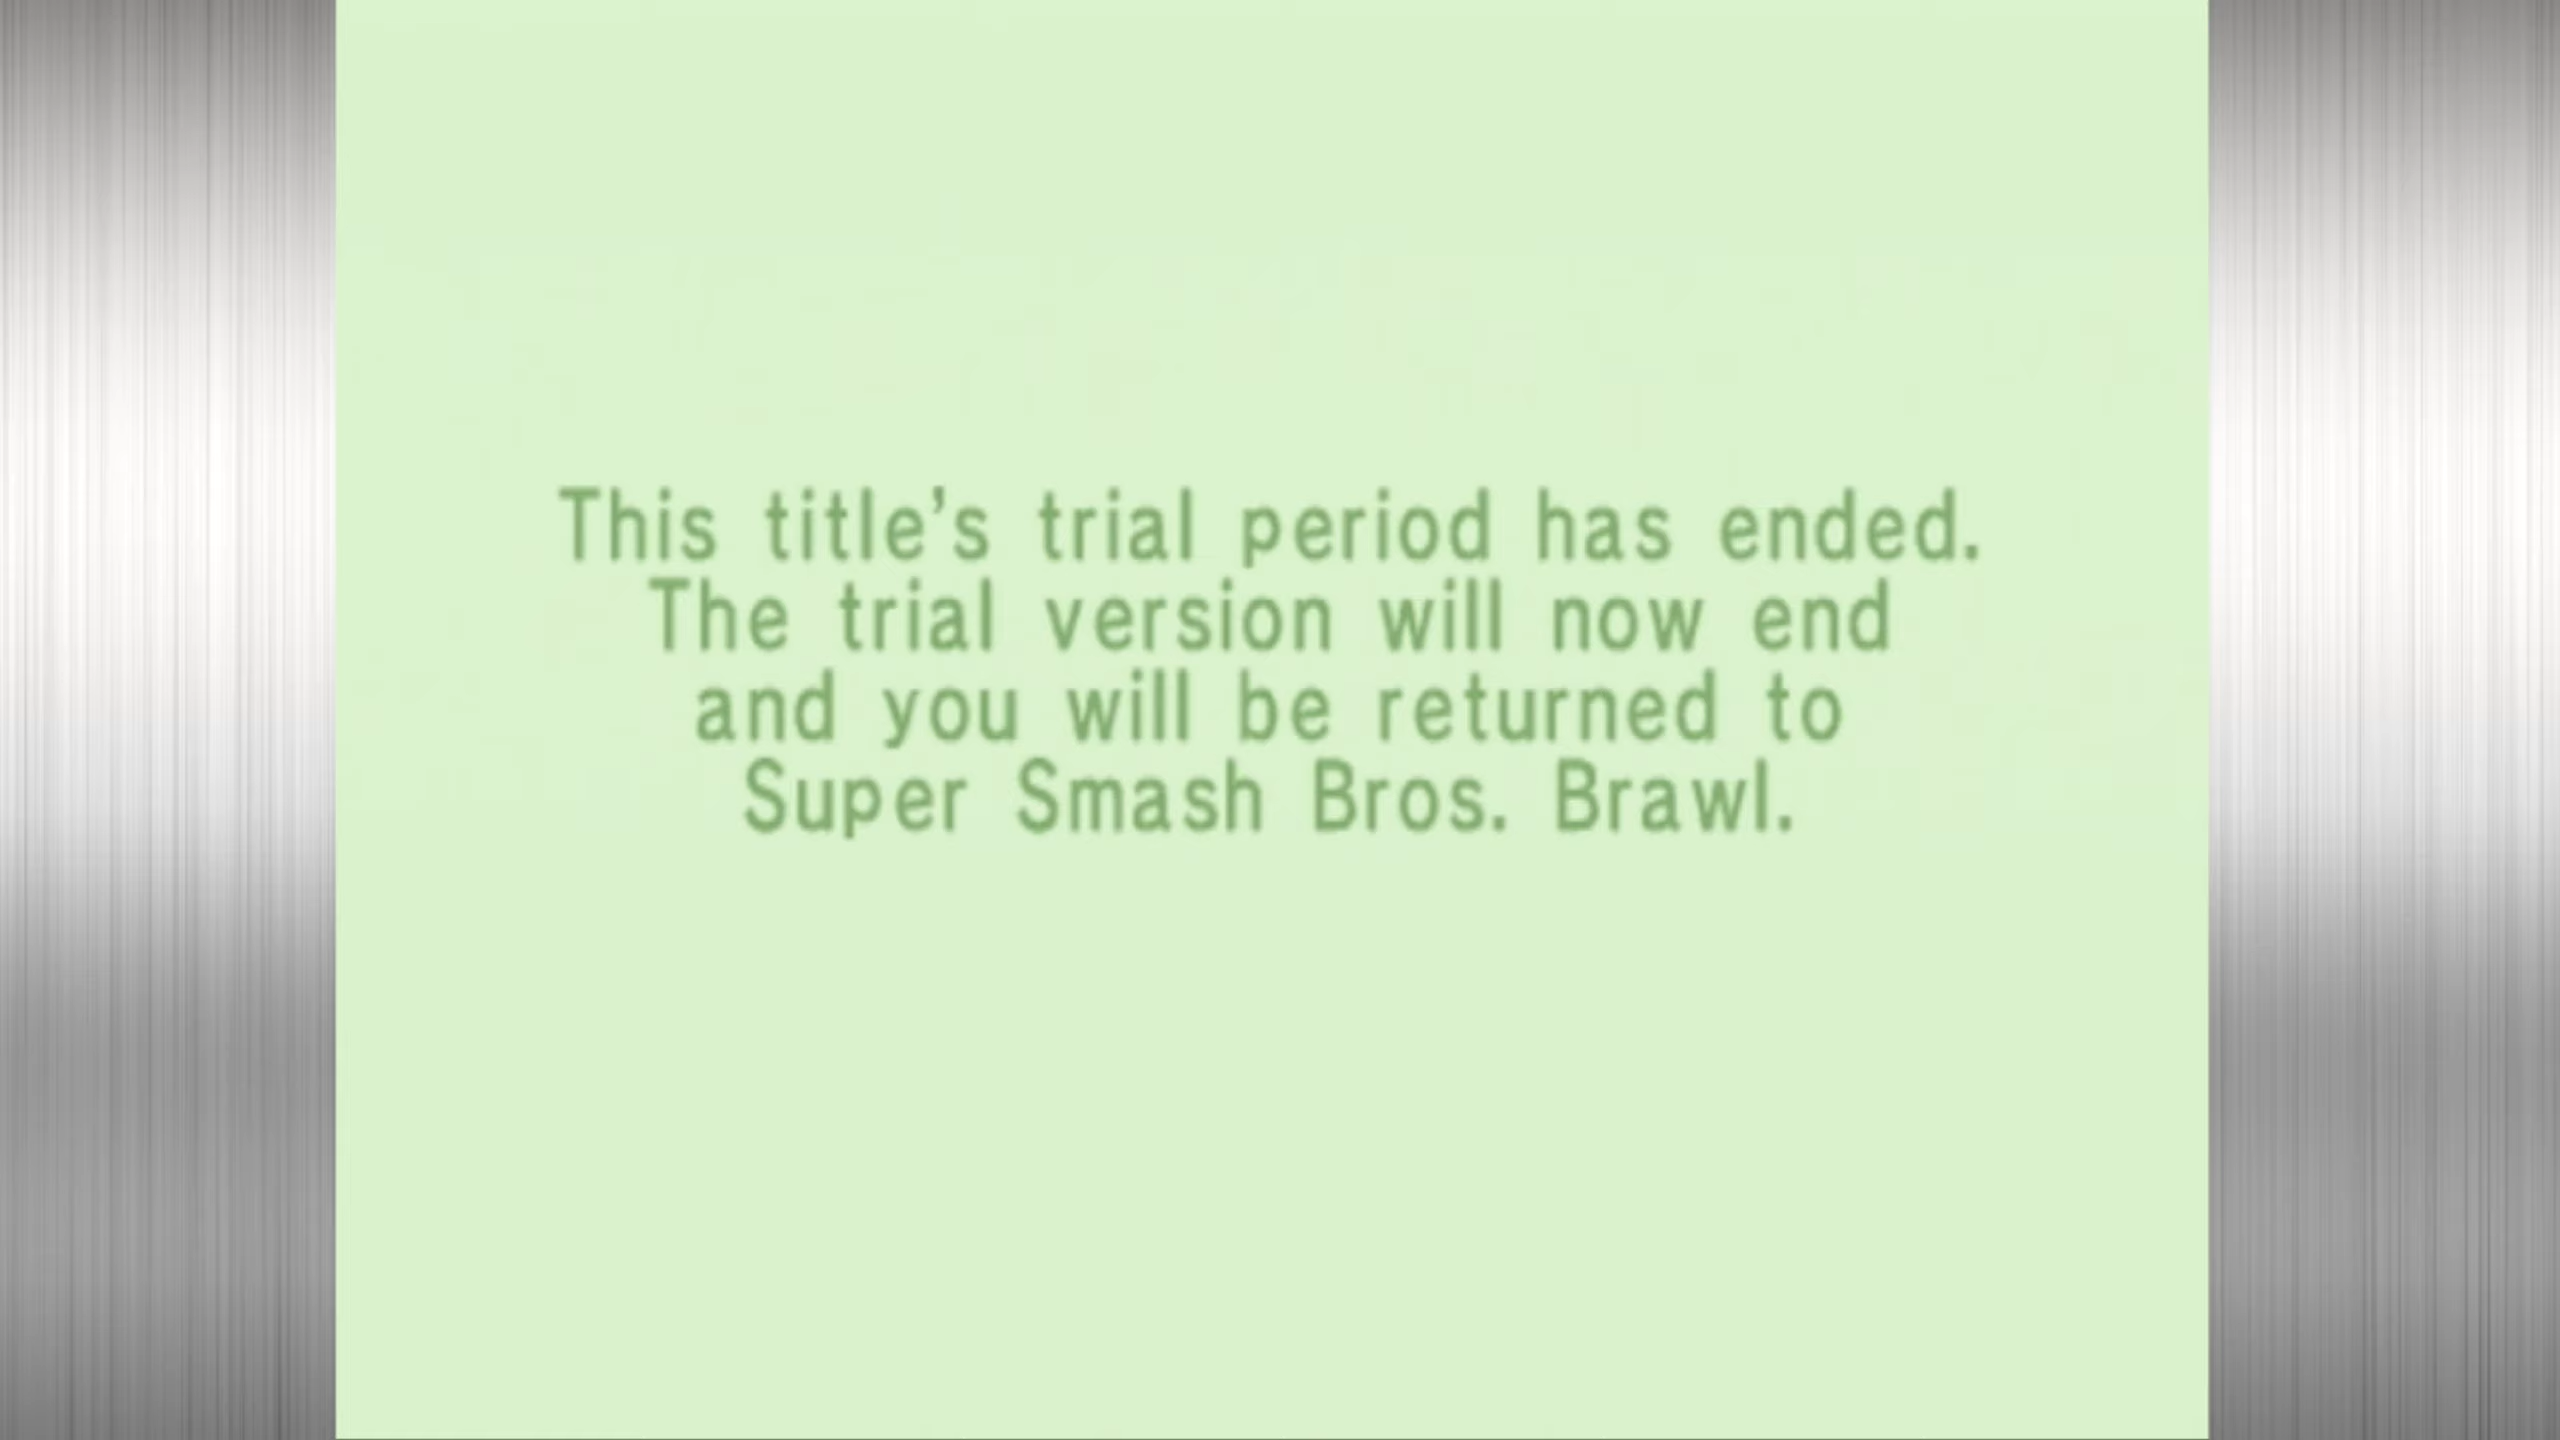 This title’s trial period has ended.
The trial version will now end
and you will be returned to
Super Smash Bros. Brawl.